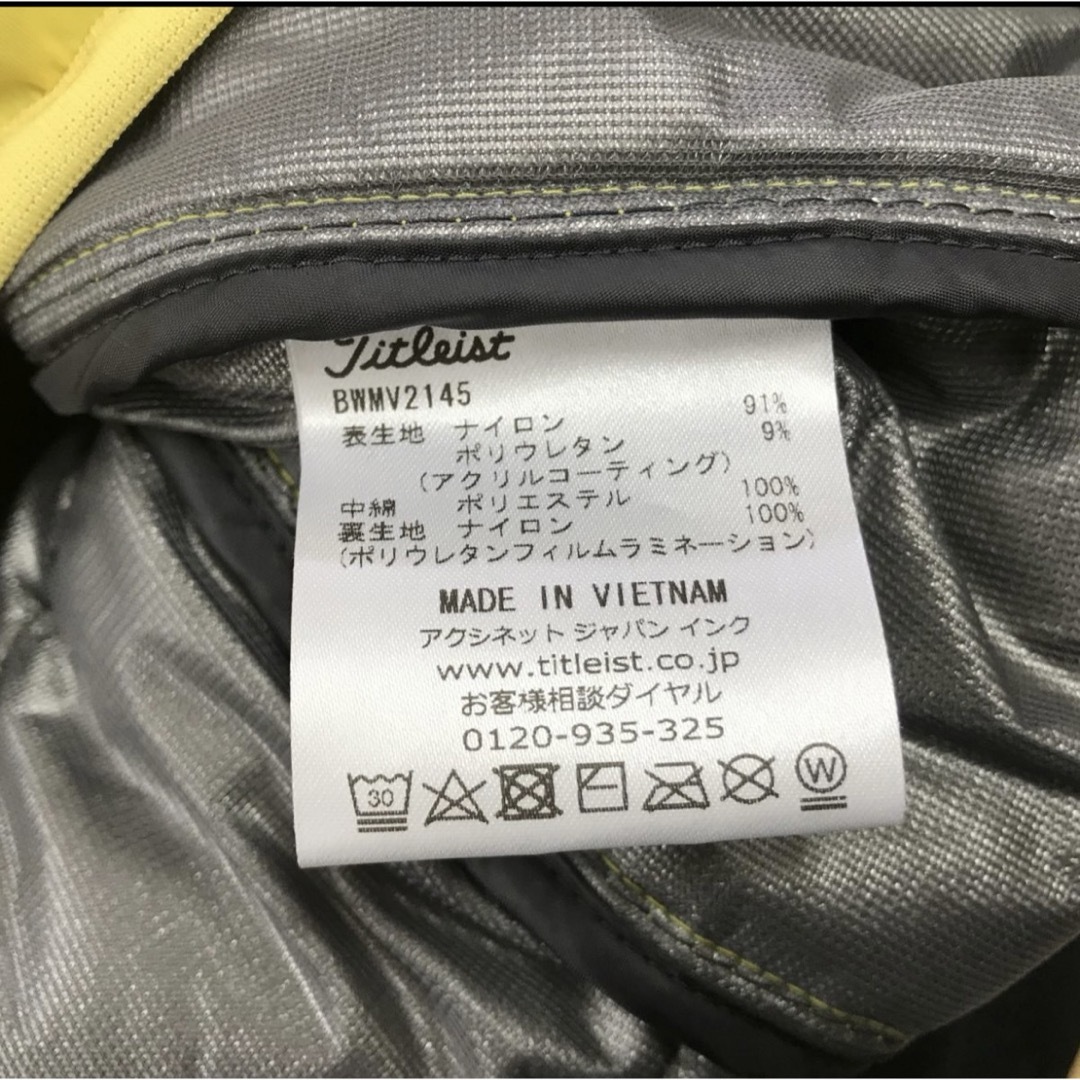 Titleist
BWMV2145
表生地 ナイロン 91%
ポリウレタン 9%
(アクリルコーティング)
中綿 ポリエステル 100%
裏生地 ナイロン 100%
(ポリウレタンフィルムラミネーション)
MADE IN VIETNAM
アクシネット ジャパン インク
www.titleist.co.jp
お客様相談ダイヤル
0120-935-325
30 W